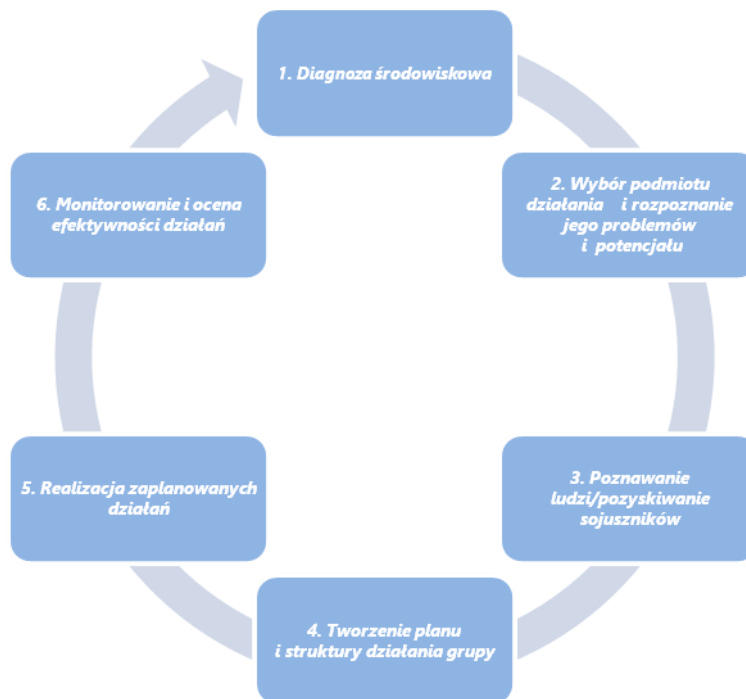 1. Diagnoza środowiskowa
2. Wybór podmiotu
działania i rozpoznanie
jego problemów
i potencjału
3. Poznawanie
ludzi/pozyskiwanie
sojuszników
4. Tworzenie planu
i struktury działania grupy
5. Realizacja zaplanowanych
działań
6. Monitorowanie i ocena
efektywności działań